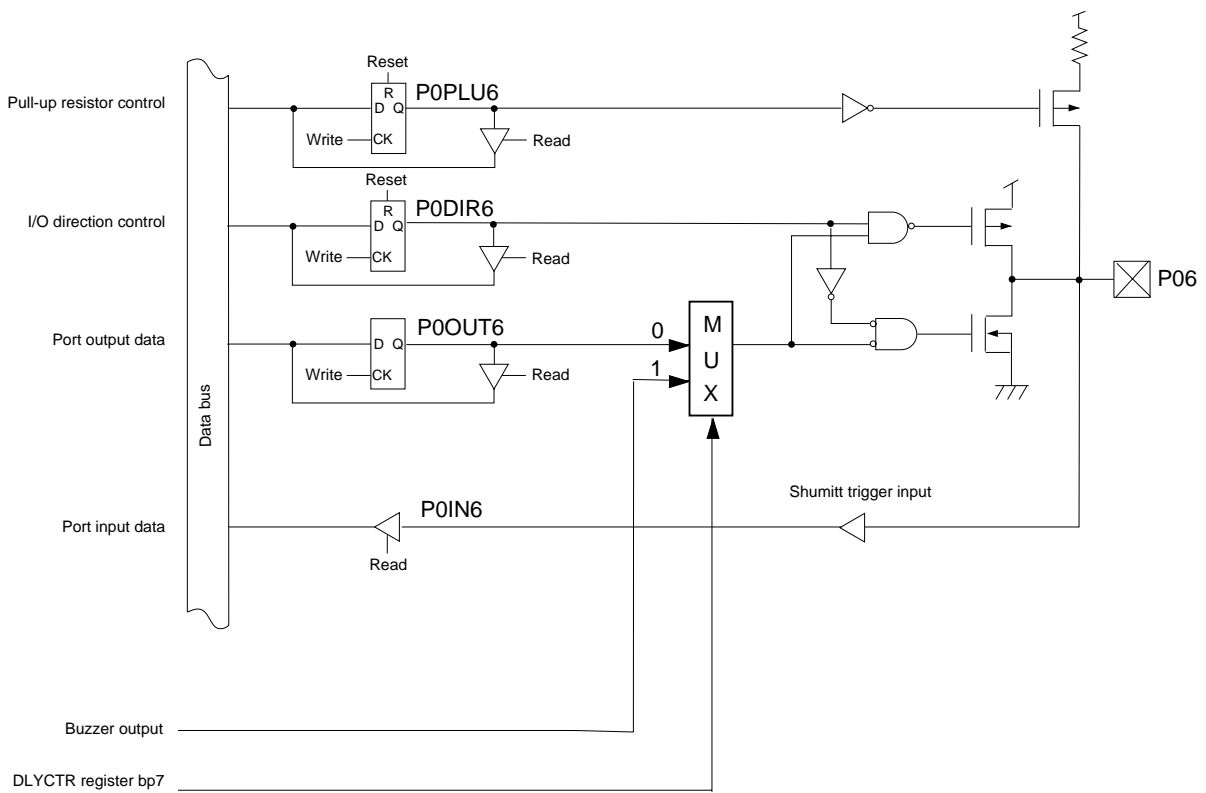 Reset
Pull-up resistor control
R
P0PLU6
D Q
Write
CK
Read
Reset
I/O direction control
R
P0DIR6
D Q
Write
CK
Read
P06
Port output data
P0OUT6
D Q
Write
CK
Read
0
1
M
U
X
Data bus
Shumitt trigger input
Port input data
P0IN6
Read
Buzzer output
DLYCTR register bp7